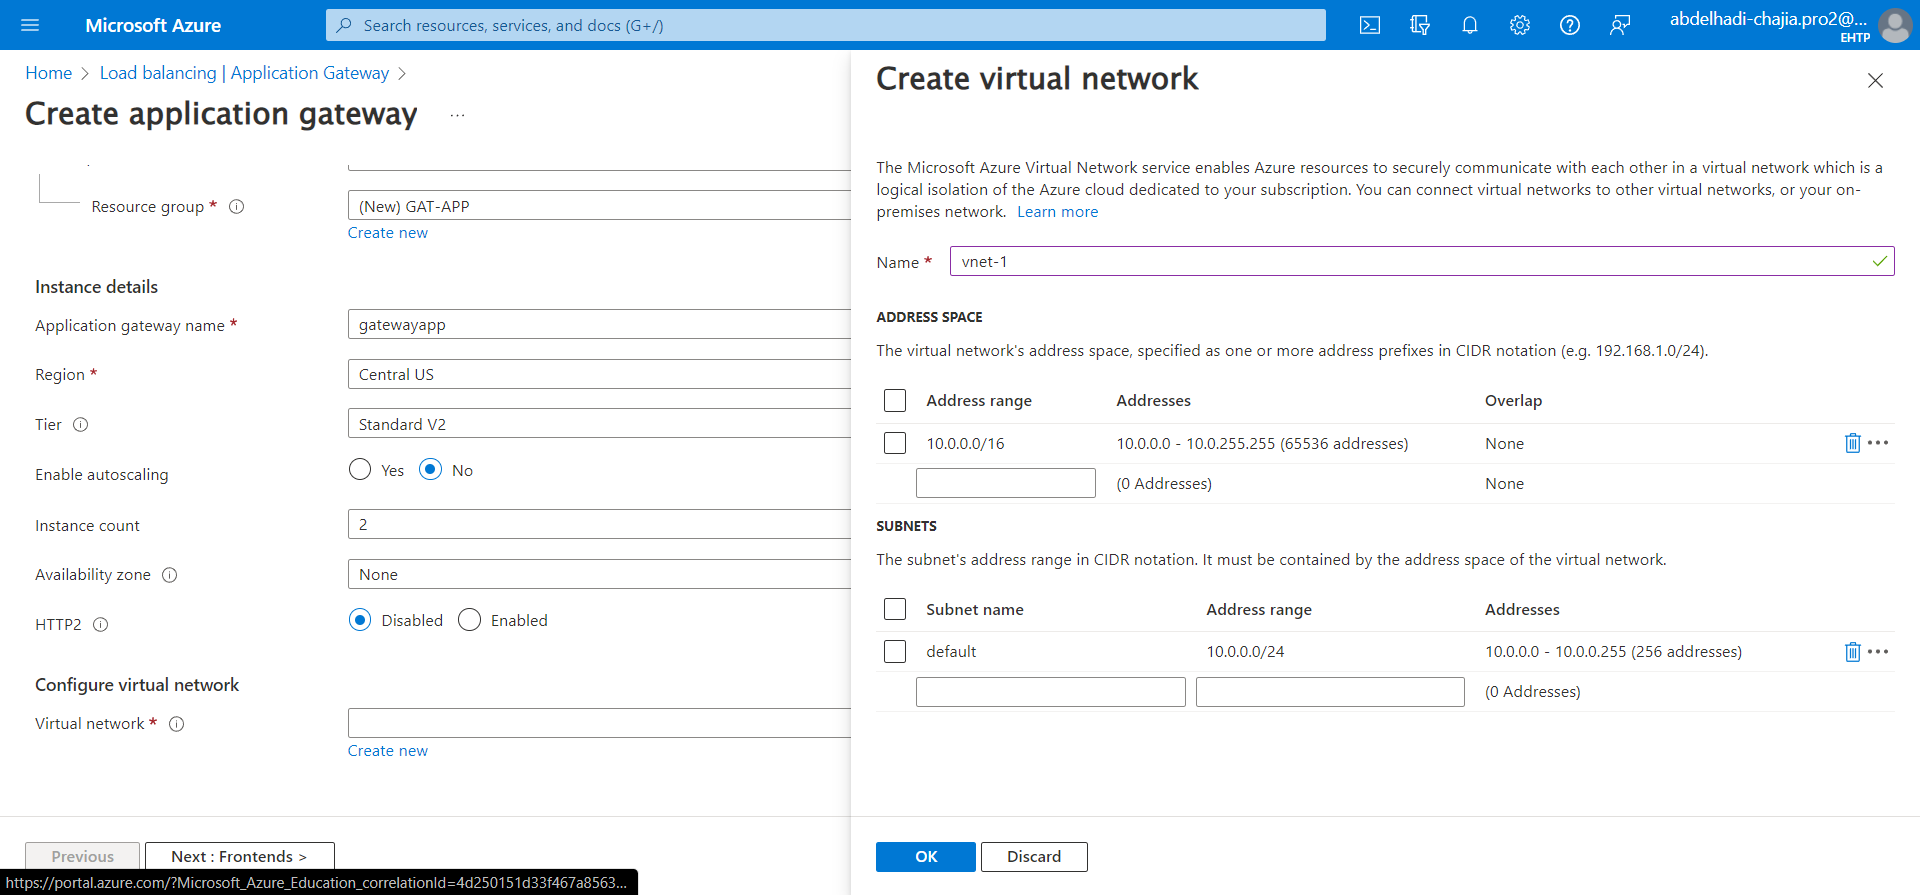 Microsoft Azure
Search resources, services, and docs (G+/)
abdelhadi-chajia.pro2@...
EHTP
Home > Load balancing | Application Gateway >
Create application gateway ...
Resource group *
(New) GAT-APP
Create new
Instance details
Application gateway name *
gatewayapp
Region *
Central US
Tier
Standard V2
Enable autoscaling
Yes No
Instance count
2
Availability zone
None
HTTP2
Disabled Enabled
Configure virtual network
Virtual network *
Create new
Previous
Next : Frontends >
https://portal.azure.com/?Microsoft_Azure_Education_correlationId=4d250151d33f467a8563...
Create virtual network
The Microsoft Azure Virtual Network service enables Azure resources to securely communicate with each other in a virtual network which is a
logical isolation of the Azure cloud dedicated to your subscription. You can connect virtual networks to other virtual networks, or your on-
premises network. Learn more
Name *
vnet-1
ADDRESS SPACE
The virtual network's address space, specified as one or more address prefixes in CIDR notation (e.g. 192.168.1.0/24).
Address range Addresses Overlap
10.0.0.0/16 10.0.0.0 - 10.0.255.255 (65536 addresses) None
(0 Addresses) None
SUBNETS
The subnet's address range in CIDR notation. It must be contained by the address space of the virtual network.
Subnet name Address range Addresses
default 10.0.0.0/24 10.0.0.0 - 10.0.0.255 (256 addresses)
(0 Addresses)
OK
Discard